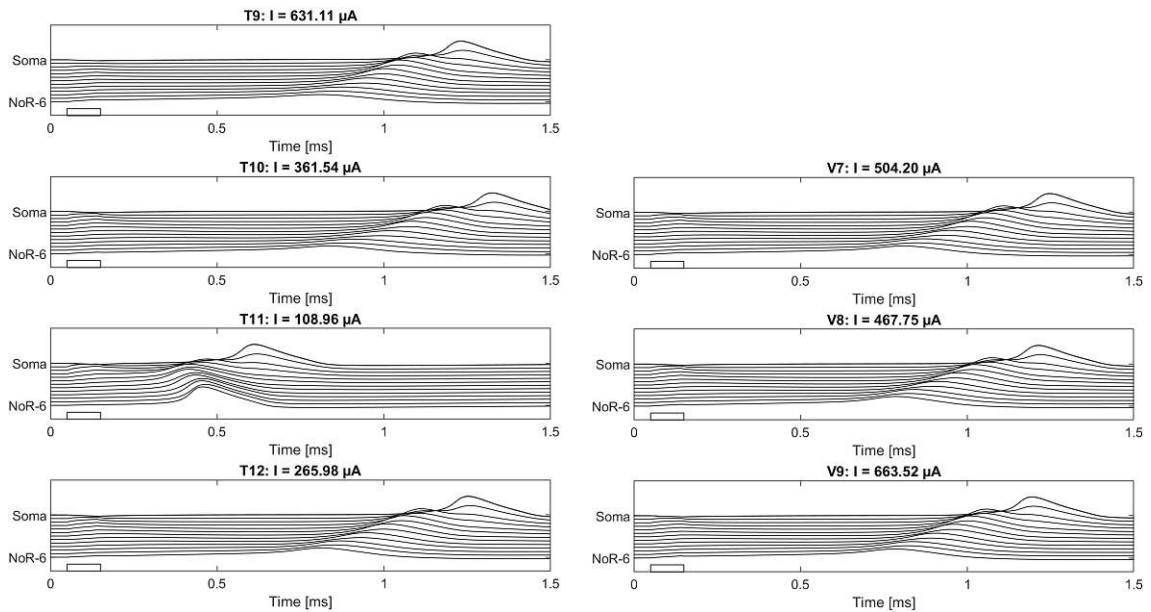 T9: I = 631.11 µA
Soma
NoR-6
0 0.5 1 1.5
Time [ms]
T10: I = 361.54 µA
Soma
NoR-6
0 0.5 1 1.5
Time [ms]
V7: I = 504.20 µA
Soma
NoR-6
0 0.5 1 1.5
Time [ms]
T11: I = 108.96 µA
Soma
NoR-6
0 0.5 1 1.5
Time [ms]
V8: I = 467.75 µA
Soma
NoR-6
0 0.5 1 1.5
Time [ms]
T12: I = 265.98 µA
Soma
NoR-6
0 0.5 1 1.5
Time [ms]
V9: I = 663.52 µA
Soma
NoR-6
0 0.5 1 1.5
Time [ms]